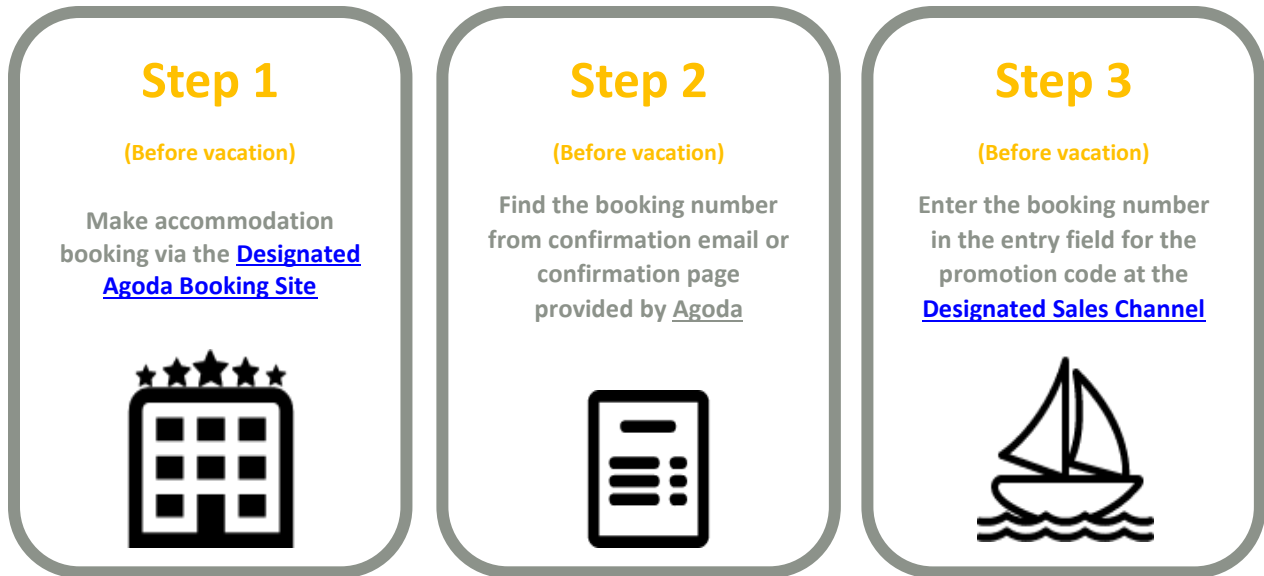 Step 1
(Before vacation)
Make accommodation
booking via the Designated
Agoda Booking Site
Step 2
(Before vacation)
Find the booking number
from confirmation email or
confirmation page
provided by Agoda
Step 3
(Before vacation)
Enter the booking number
in the entry field for the
promotion code at the
Designated Sales Channel